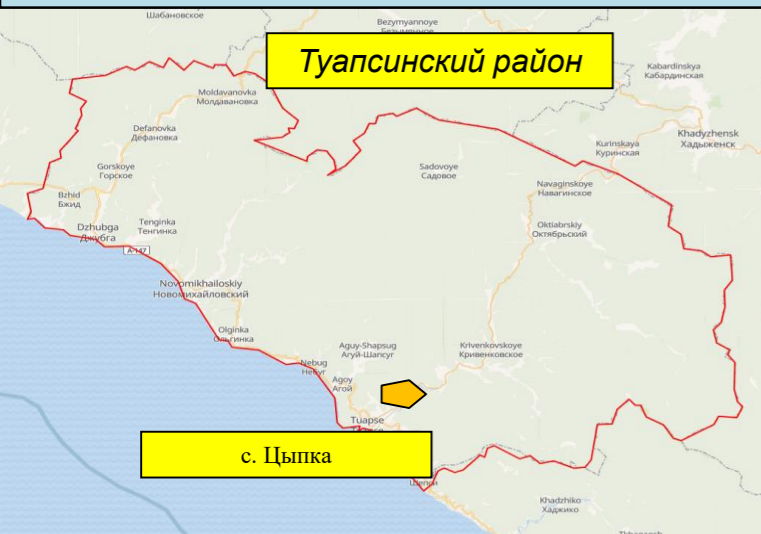 Шабановское
Bezymyannoye
Безымянное
Туапсинский район
Kabardinskya
Кабардинская
Moldavanovka
Молдавановка
Defanovka
Дефановка
Khadyzhensk
Хадыженск
Kurinskaya
Куринская
Gorskoye
Горское
Sadovoye
Садовое
Navaginskoye
Навагинское
Bzhid
Бжид
Tenginka
Тенгинка
Dzhubga
Джубга
Oktiabrskiy
Октябрьский
A-147
Novomikhailoskiy
Новомихайловский
Olginka
Ольгинка
Aguy-Shapsug
Агуй-Шапсуг
Krivenkovskoye
Кривенковское
Nebug
Небуг
Agoy
Агой
Tuapse
с. Цыпка
Шепси
Khadzhiko
Хаджико